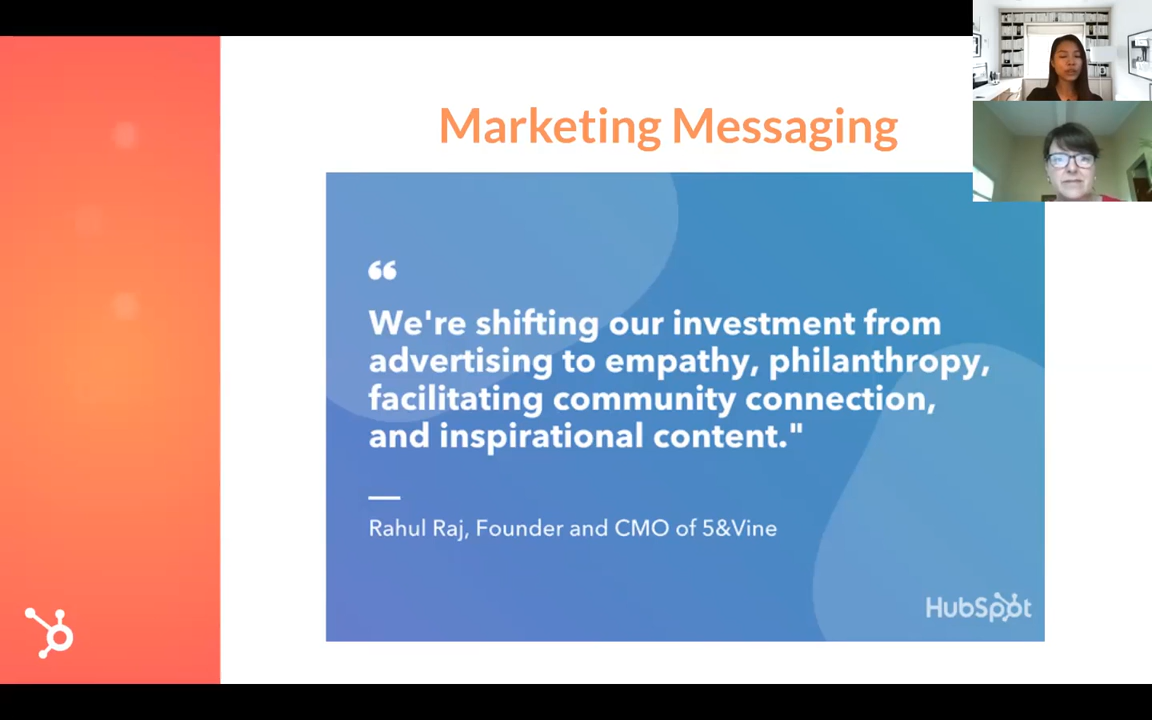 Marketing Messaging
“
We're shifting our investment from
advertising to empathy, philanthropy,
facilitating community connection,
and inspirational content."
Rahul Raj, Founder and CMO of 5&Vine
HubSpot